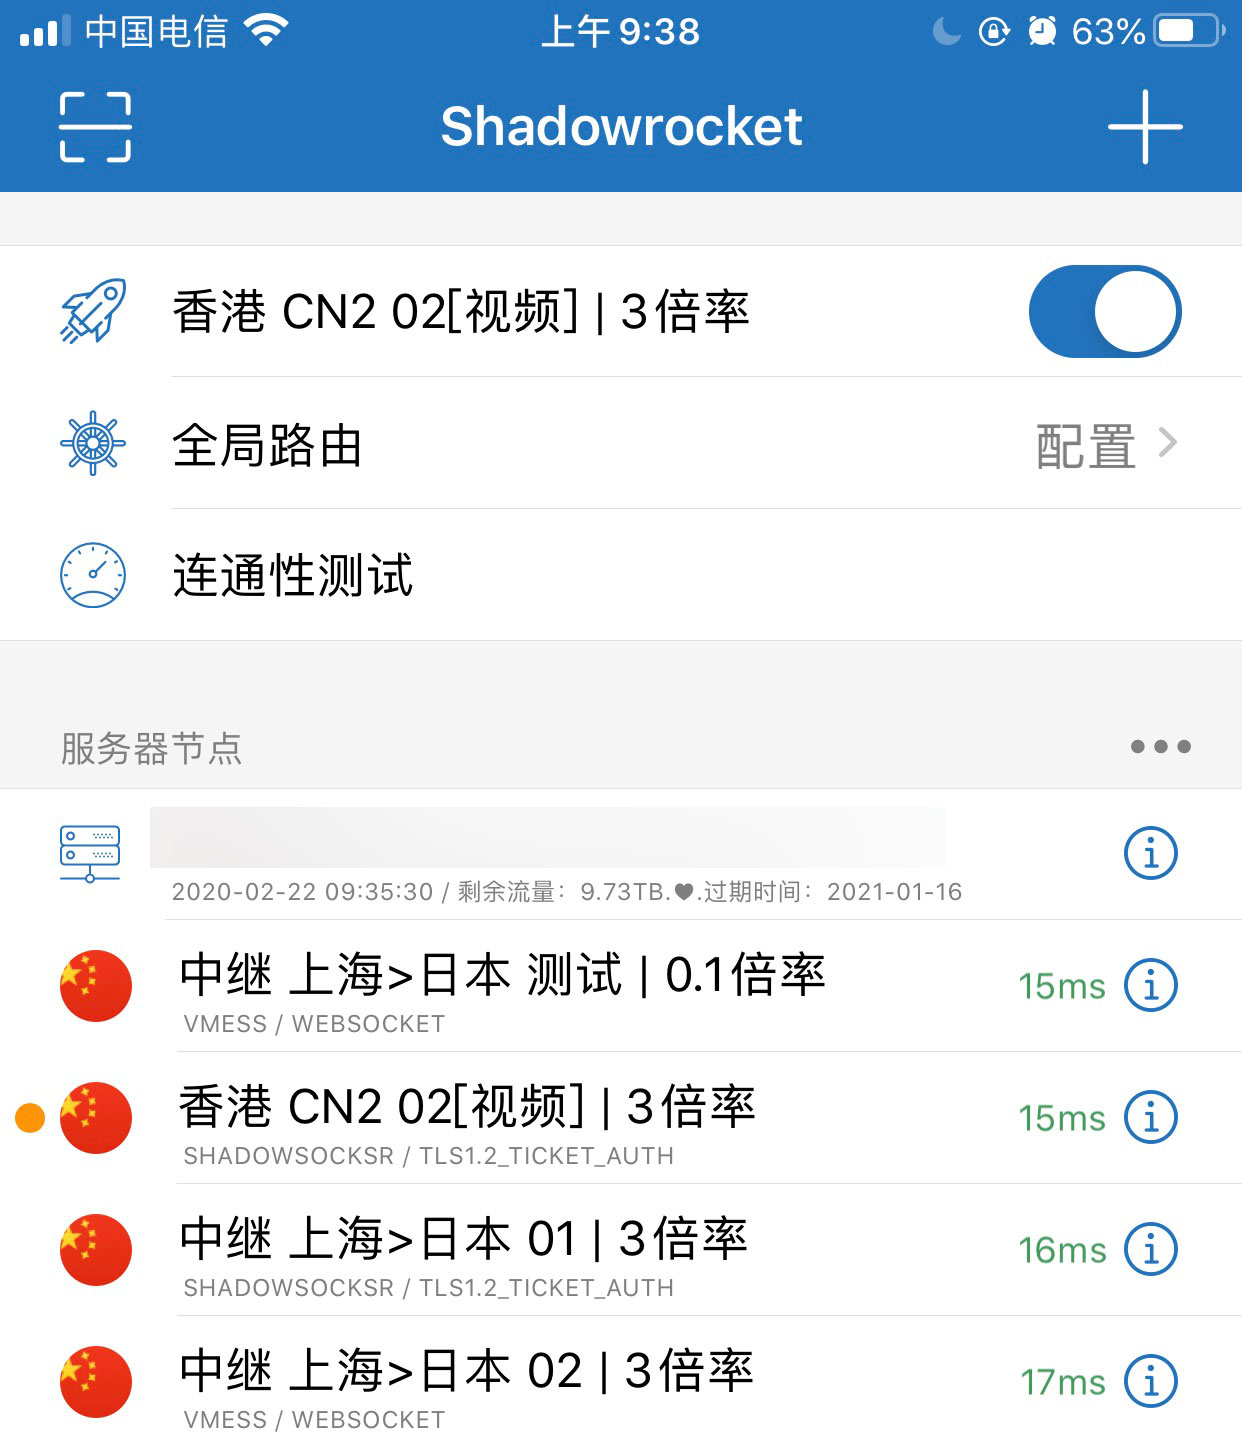 中国电信
上午 9:38
63%
Shadowrocket
香港 CN2 02[视频] | 3倍率
全局路由
配置
连通性测试
服务器节点
2020-02-22 09:35:30 / 剩余流量：9.73TB.♥.过期时间：2021-01-16
中继 上海>日本 测试 | 0.1倍率
15ms
VMESS / WEBSOCKET
香港 CN2 02[视频] | 3倍率
15ms
SHADOWSOCKSR / TLS1.2_TICKET_AUTH
中继 上海>日本 01 | 3倍率
16ms
SHADOWSOCKSR / TLS1.2_TICKET_AUTH
中继 上海>日本 02 | 3倍率
17ms
VMESS / WEBSOCKET